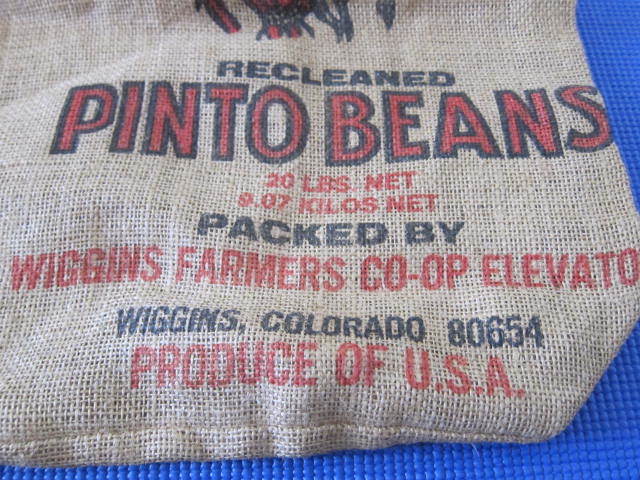 RECLEANED
PINTO BEANS
20 LBS. NET
9.07 KILOS NET
PACKED BY
WIGGINS FARMERS CO-OP ELEVATO
WIGGINS, COLORADO 80654
PRODUCE OF U.S.A.